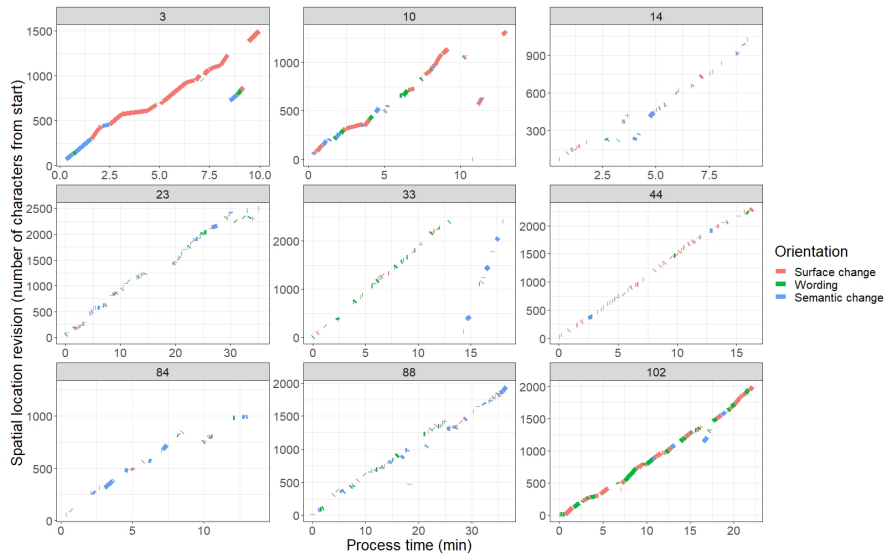 3 10 14
1500
1000
500
0
0.0 2.5 5.0 7.5 10.0
1000
500
0
0 5 10
900
600
300
2.5 5.0 7.5
23 33 44
2500
2000
1500
1000
500
0
0 10 20 30
2000
1000
0
0 5 10 15
2000
1500
1000
500
0
0 5 10 15
84 88 102
1000
500
0
0 5 10
2000
1500
1000
500
0
0 10 20 30
2000
1500
1000
500
0
0 5 10 15 20
Spatial location revision (number of characters from start)
Process time (min)
Orientation
Surface change
Wording
Semantic change